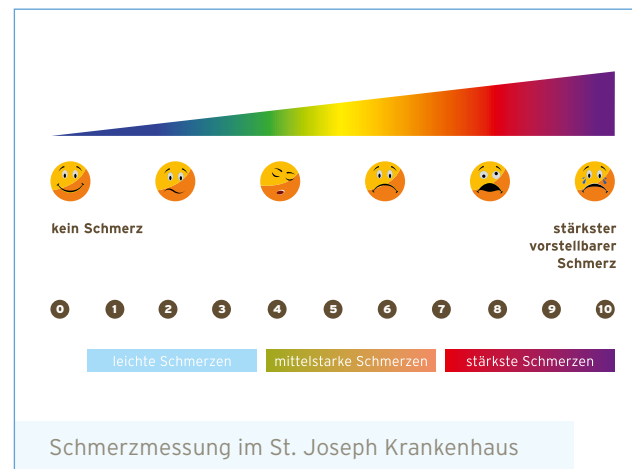 kein Schmerz
stärkster
vorstellbarer
Schmerz
0 1 2 3 4 5 6 7 8 9 10
leichte Schmerzen mittelstarke Schmerzen stärkste Schmerzen
Schmerzmessung im St. Joseph Krankenhaus